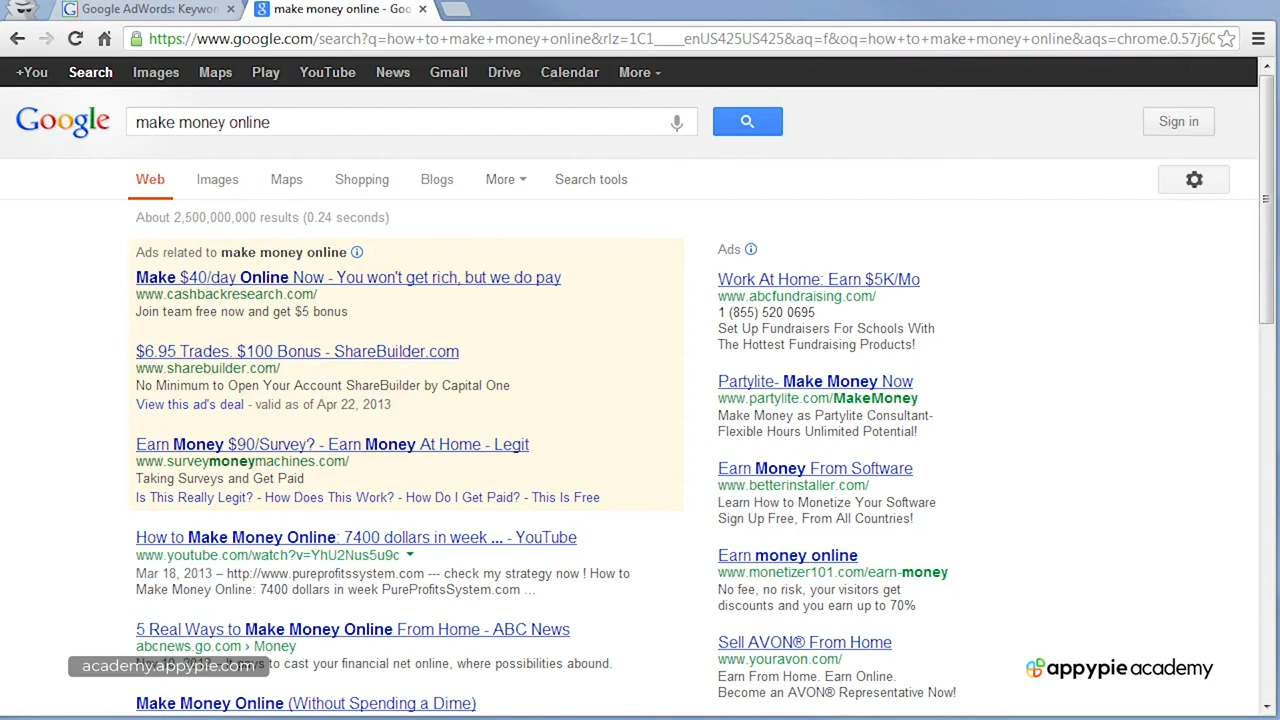 Google AdWords: Keywor
make money online - Goo
https://www.google.com/search?q=how+to+make+money+online&rlz=1C1____enUS425US425&aq=f&oq=how+to+make+money+online&aqs=chrome.0.57j60
+You Search Images Maps Play YouTube News Gmail Drive Calendar More
Google
make money online
Sign in
Web Images Maps Shopping Blogs More Search tools
About 2,500,000,000 results (0.24 seconds)
Ads related to make money online
Make $40/day Online Now - You won't get rich, but we do pay
www.cashbackresearch.com/
Join team free now and get $5 bonus
$6.95 Trades. $100 Bonus - ShareBuilder.com
www.sharebuilder.com/
No Minimum to Open Your Account ShareBuilder by Capital One
View this ad's deal - valid as of Apr 22, 2013
Earn Money $90/Survey? - Earn Money At Home - Legit
www.surveymoneymachines.com/
Taking Surveys and Get Paid
Is This Really Legit? - How Does This Work? - How Do I Get Paid? - This Is Free
How to Make Money Online: 7400 dollars in week ... - YouTube
www.youtube.com/watch?v=YhU2Nus5u9c
Mar 18, 2013 – http://www.pureprofitssystem.com --- check my strategy now ! How to
Make Money Online: 7400 dollars in week PureProfitsSystem.com ...
5 Real Ways to Make Money Online From Home - ABC News
abcnews.go.com › Money
to cast your financial net online, where possibilities abound.
academy.appypie.com
Make Money Online (Without Spending a Dime)
Ads
Work At Home: Earn $5K/Mo
www.abcfundraising.com/
1 (855) 520 0695
Set Up Fundraisers For Schools With
The Hottest Fundraising Products!
Partylite- Make Money Now
www.partylite.com/MakeMoney
Make Money as Partylite Consultant-
Flexible Hours Unlimited Potential!
Earn Money From Software
www.betterinstaller.com/
Learn How to Monetize Your Software
Sign Up Free, From All Countries!
Earn money online
www.monetizer101.com/earn-money
No fee, no risk, your visitors get
discounts and you earn up to 70%
Sell AVON® From Home
www.youravon.com/
Earn From Home. Earn Online.
Become an AVON® Representative Now!
appypie academy